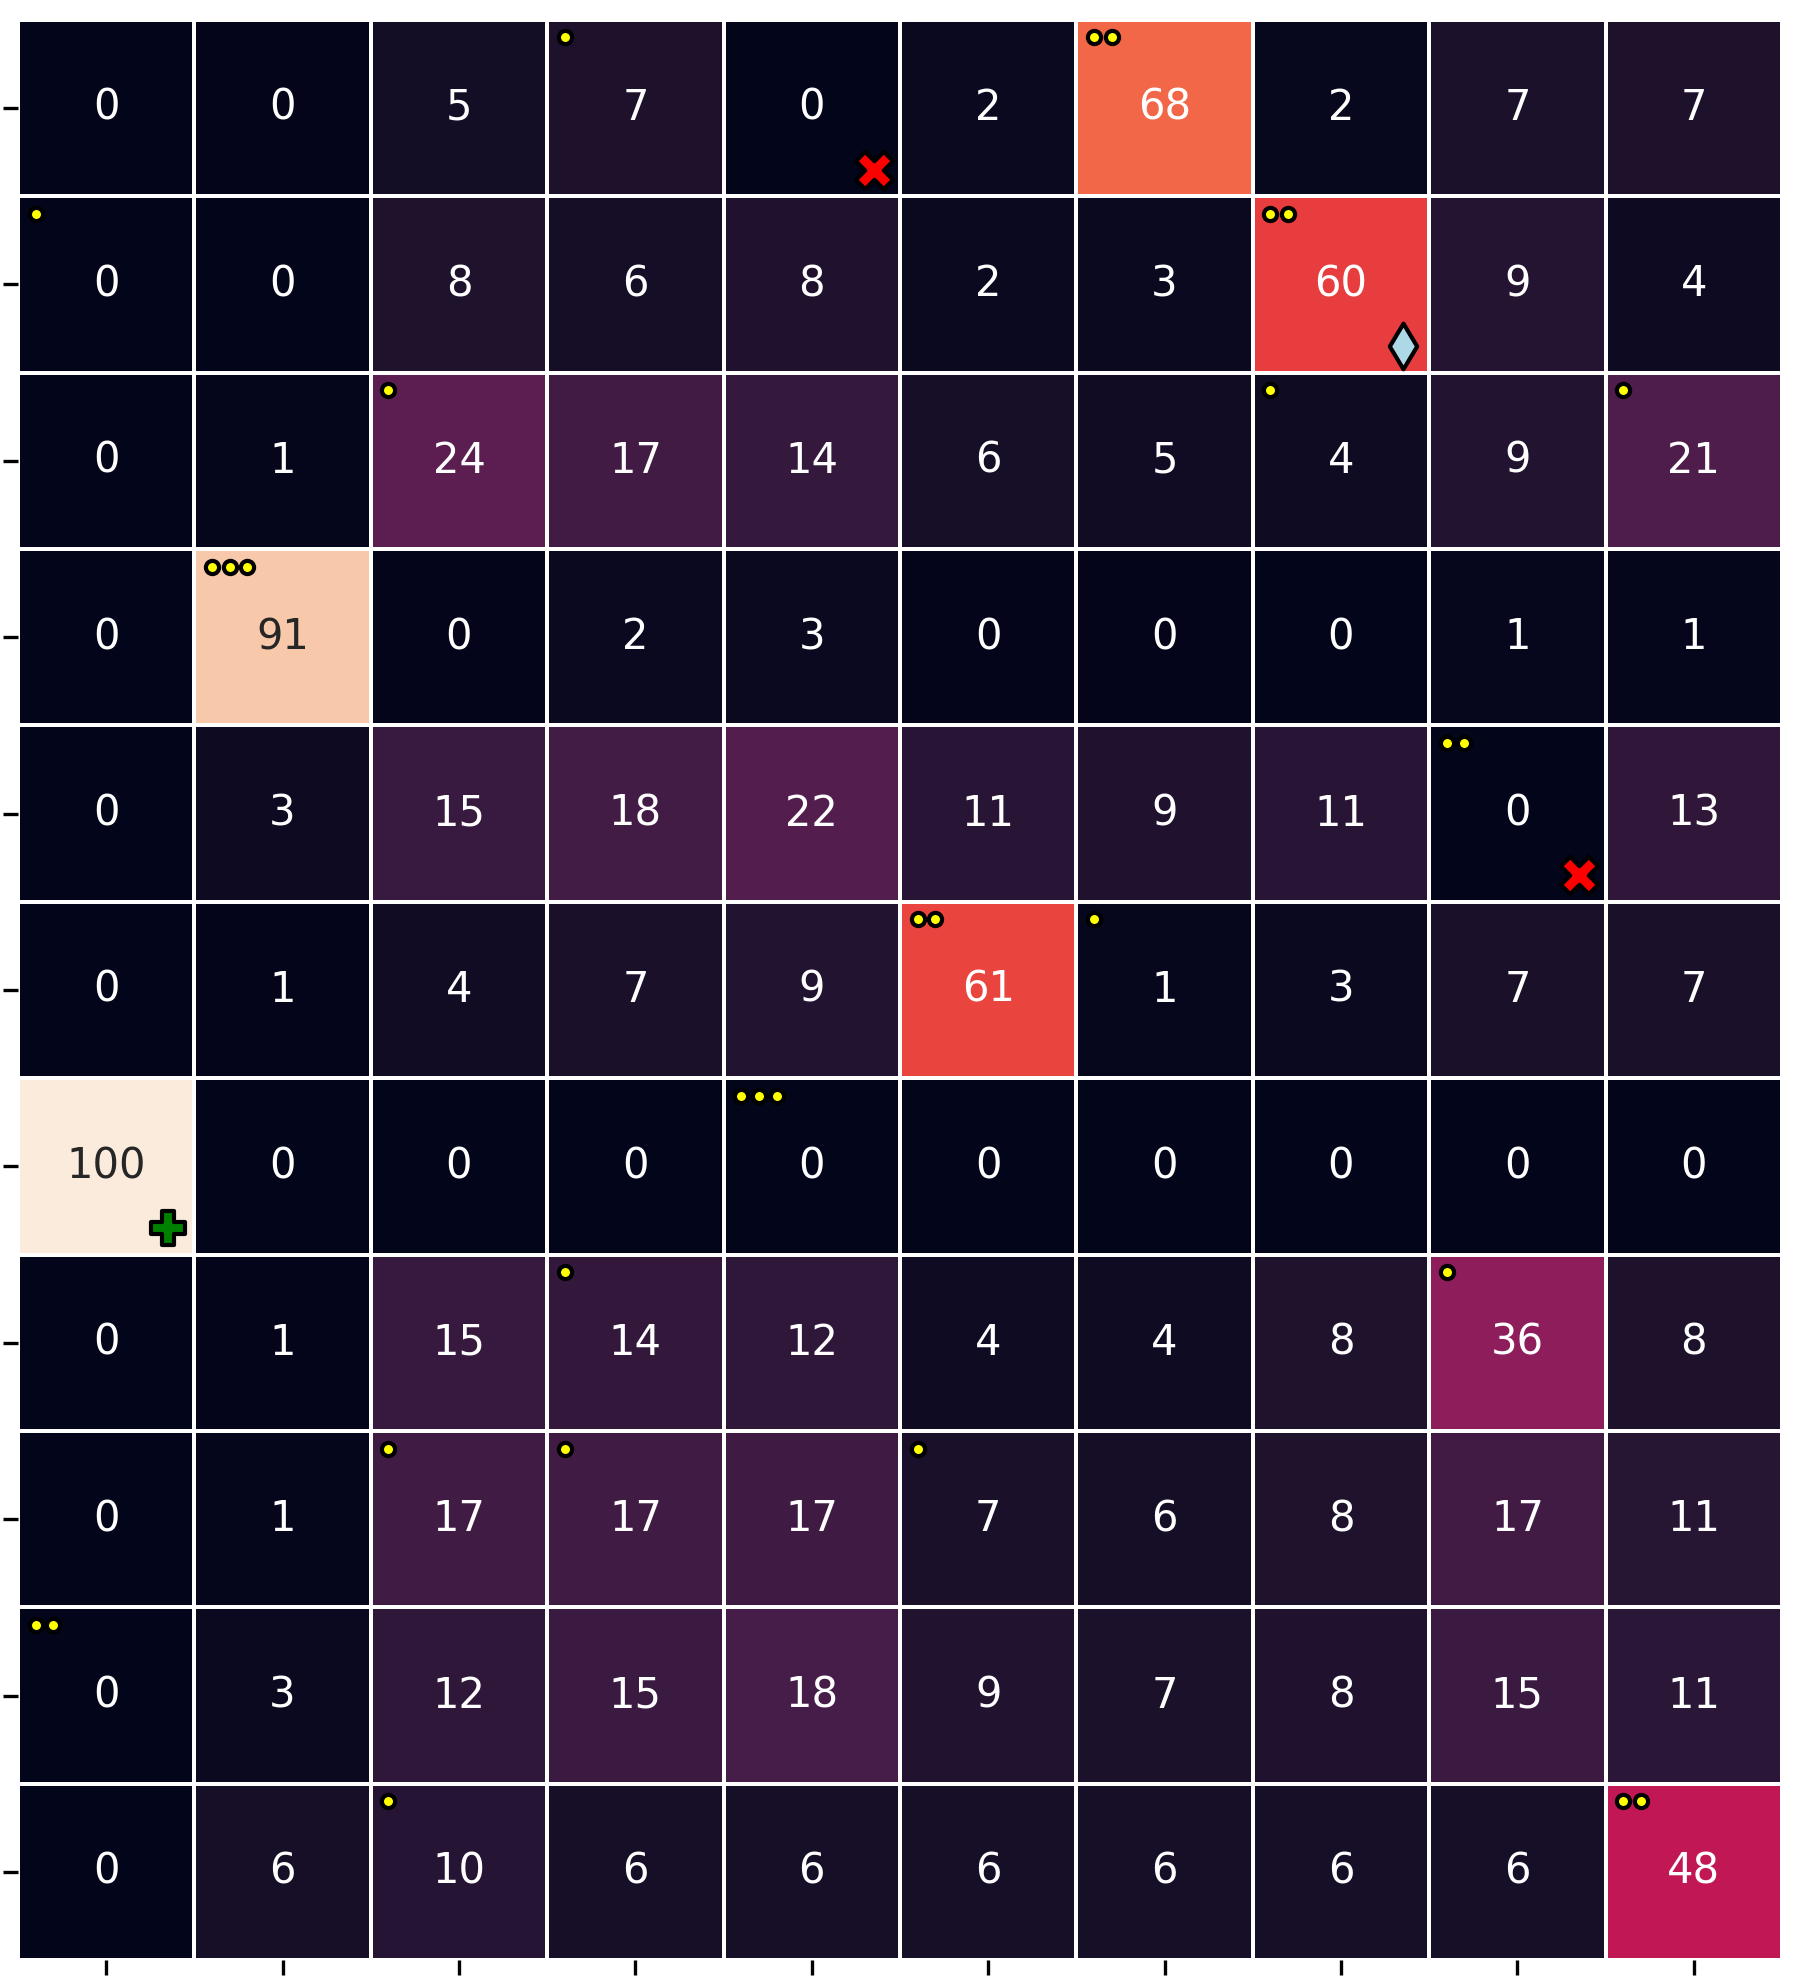 0 0 5 7 0 2 68 2 7 7
0 0 8 6 8 2 3 60 9 4
0 1 24 17 14 6 5 4 9 21
0 91 0 2 3 0 0 0 1 1
0 3 15 18 22 11 9 11 0 13
0 1 4 7 9 61 1 3 7 7
100 0 0 0 0 0 0 0 0 0
0 1 15 14 12 4 4 8 36 8
0 1 17 17 17 7 6 8 17 11
0 3 12 15 18 9 7 8 15 11
0 6 10 6 6 6 6 6 6 48